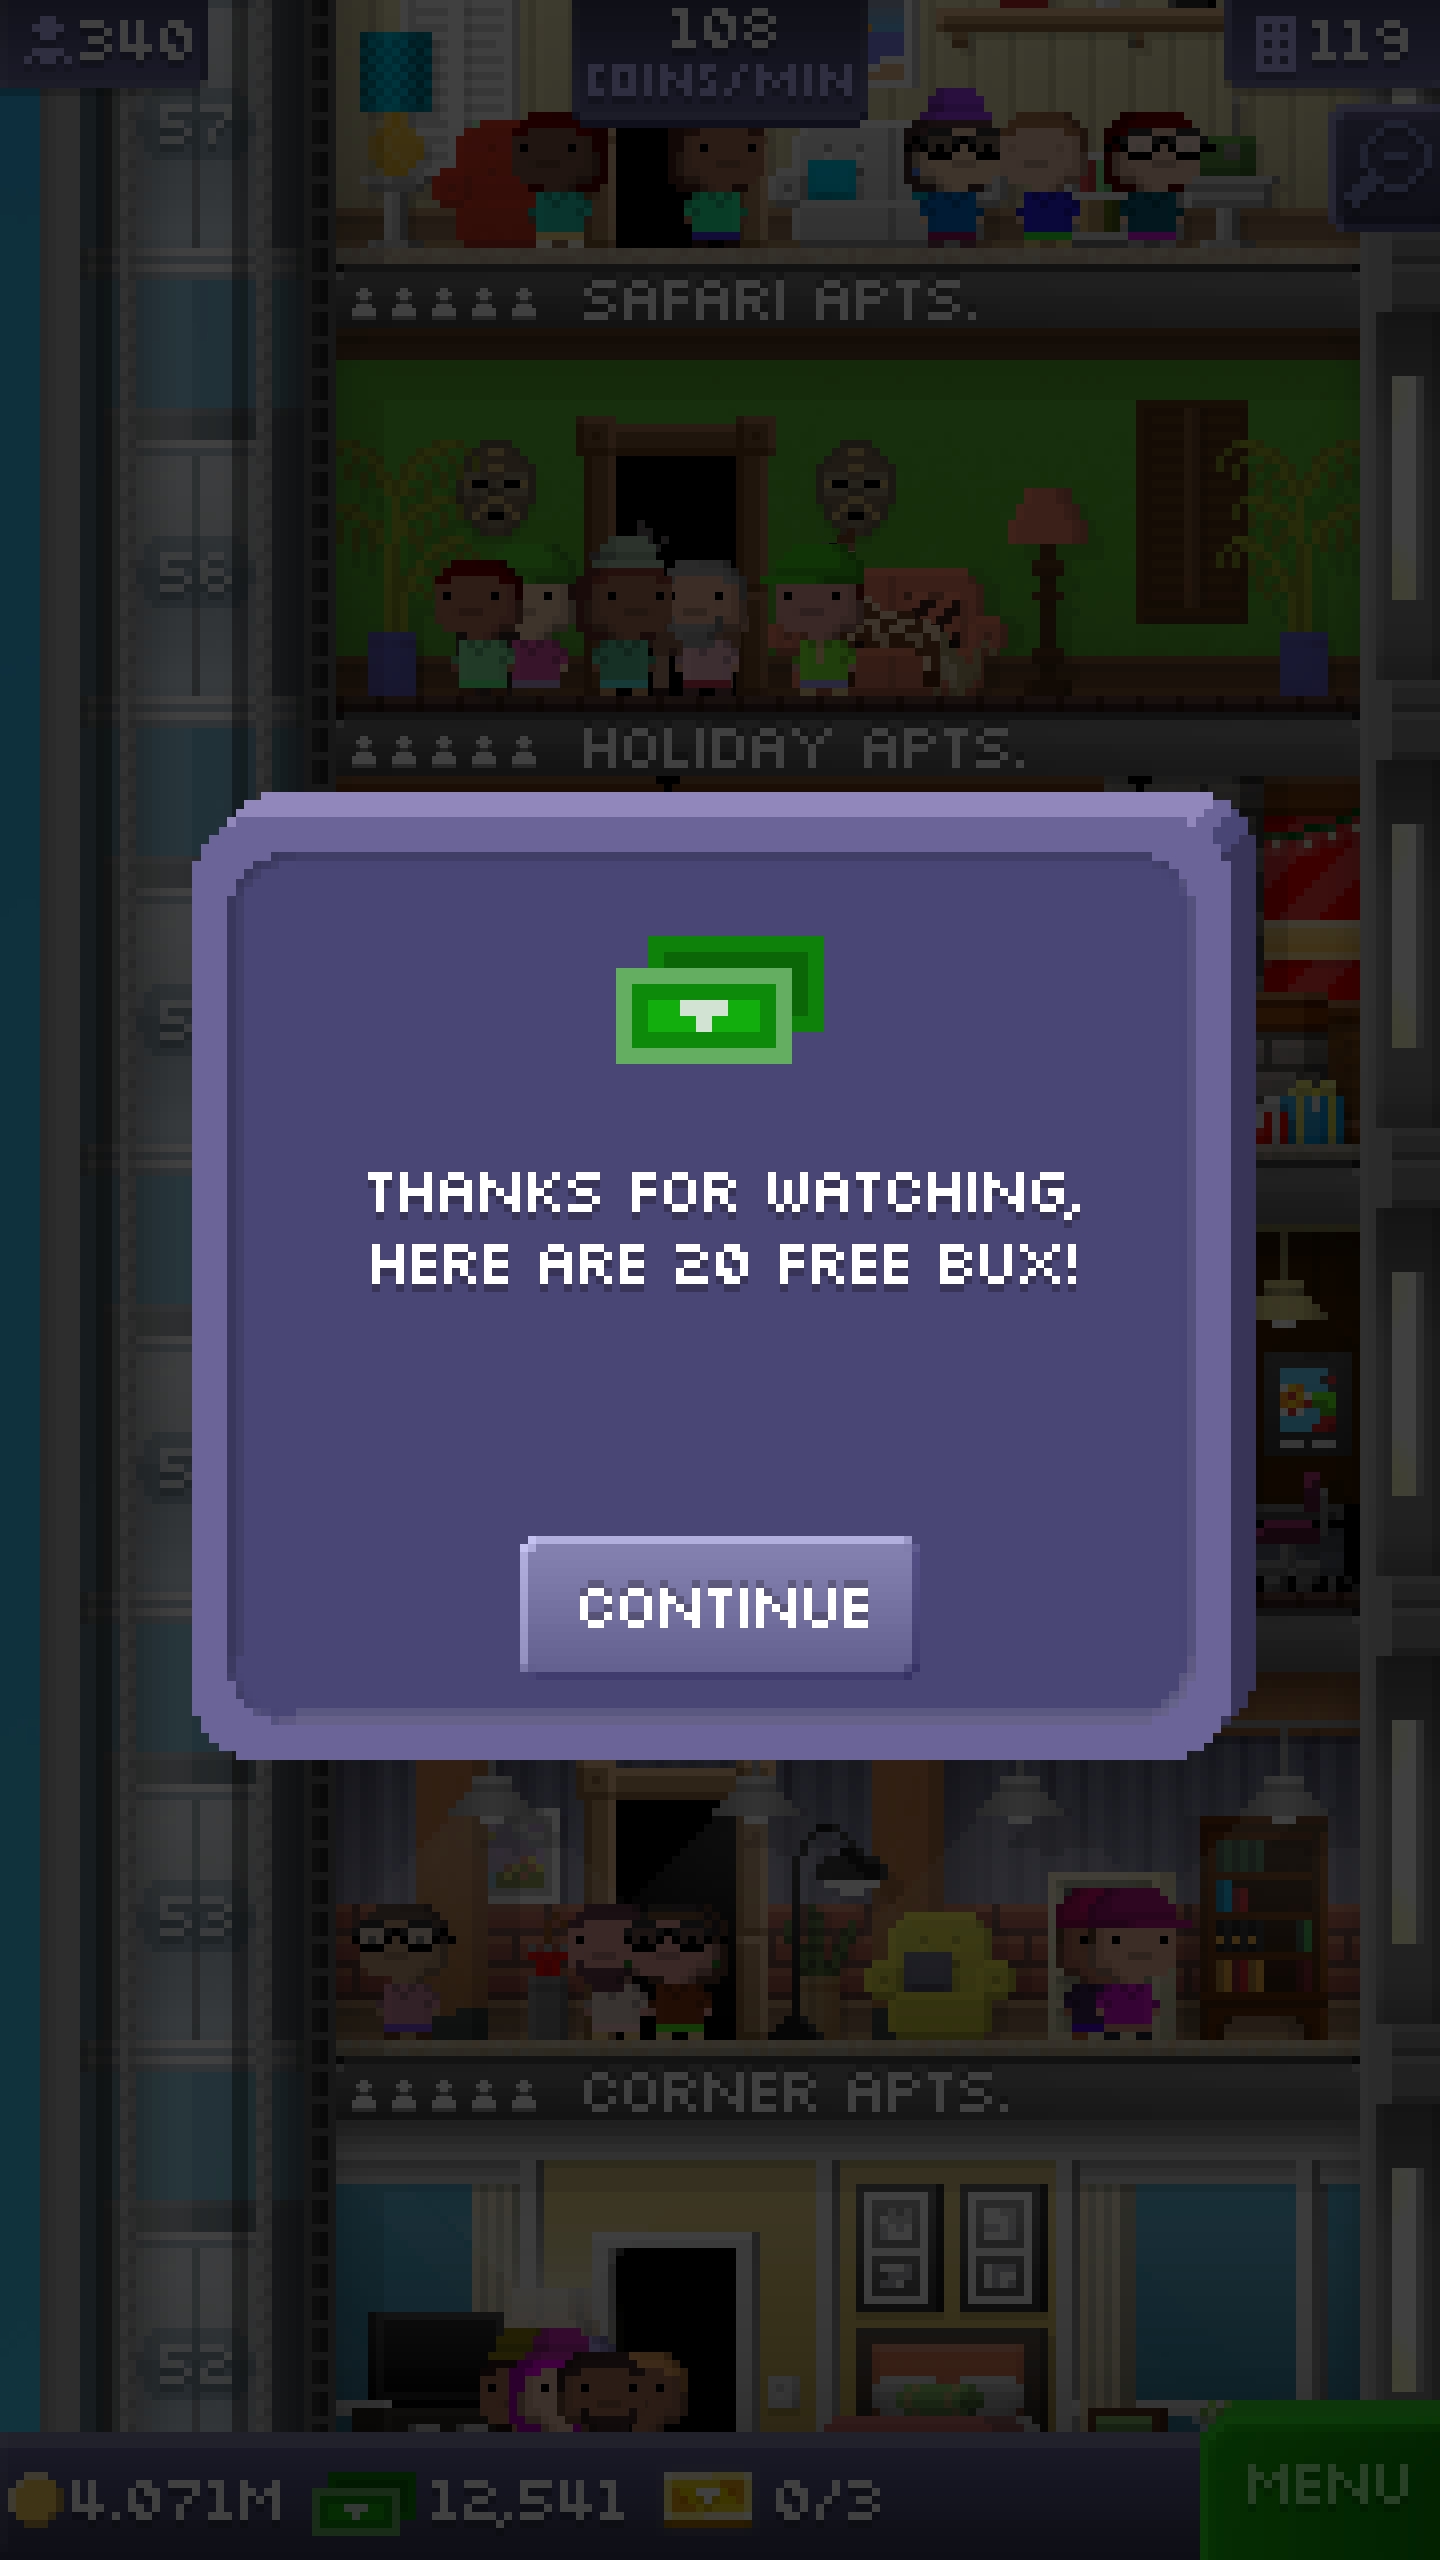 340
108
COINS/MIN
119
57
SAFARI APTS.
58
HOLIDAY APTS.
THANKS FOR WATCHING,
HERE ARE 20 FREE BUX!
CONTINUE
53
CORNER APTS.
52
4.071M
12,541
0/3
MENU